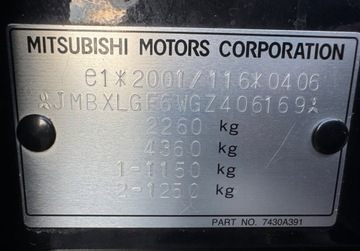 MITSUBISHI MOTORS CORPORATION
e1*2001/116*0406
*JMBXLGF6WGZ406169*
2260 kg
4360 kg
1-1150 kg
2-1250 kg
PART NO. 7430A391